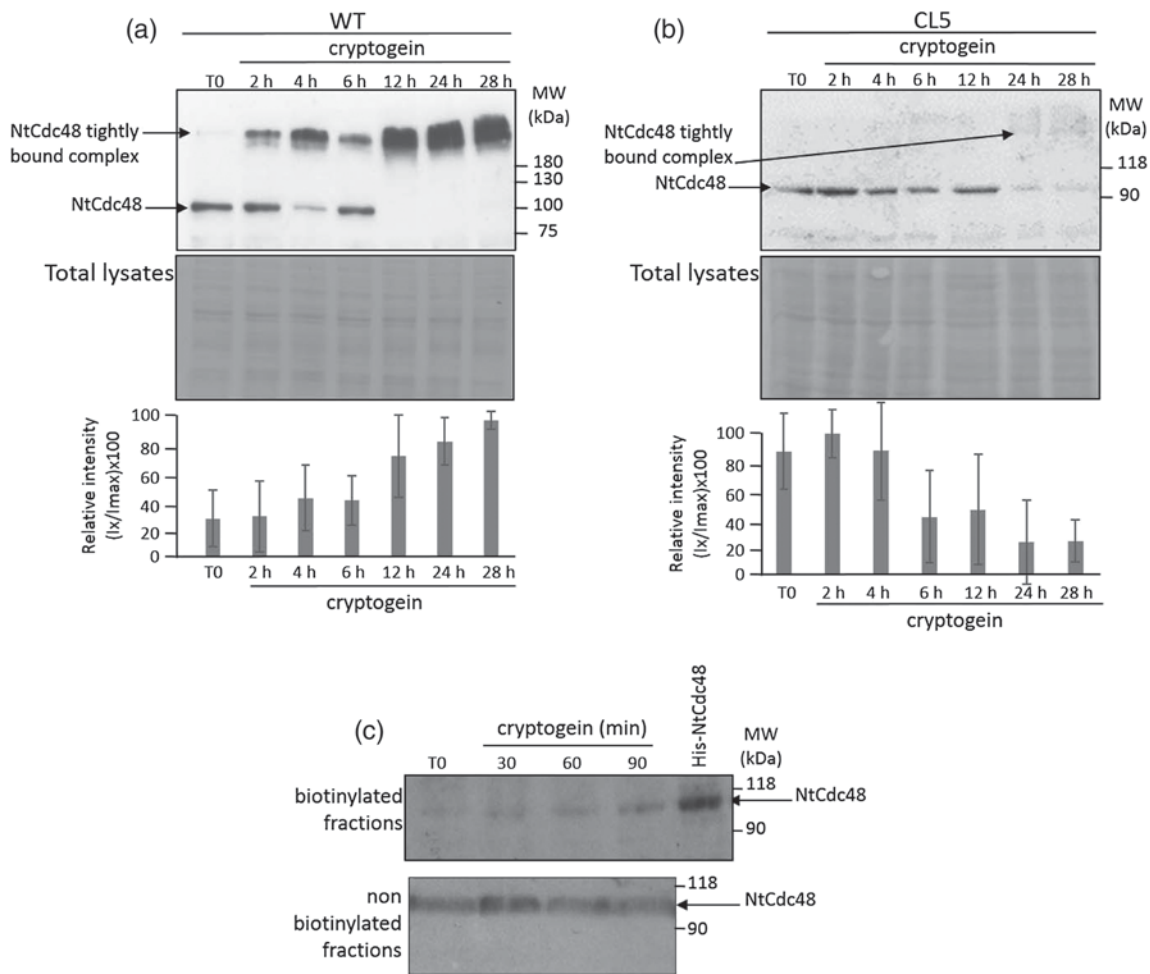 (a)
WT
cryptogein
T0 2 h 4 h 6 h 12 h 24 h 28 h
MW
(kDa)
NtCdc48 tightly
bound complex
180
130
NtCdc48
100
75
Total lysates
Relative intensity
(Ix/Imax)x100
100
80
60
40
20
0
T0 2 h 4 h 6 h 12 h 24 h 28 h
cryptogein
(b)
CL5
cryptogein
T0 2 h 4 h 6 h 12 h 24 h 28 h
MW
(kDa)
NtCdc48 tightly
bound complex
118
NtCdc48
90
Total lysates
Relative intensity
(Ix/Imax)x100
100
80
60
40
20
0
T0 2 h 4 h 6 h 12 h 24 h 28 h
cryptogein
(c)
cryptogein (min)
T0 30 60 90
His-NtCdc48
MW
(kDa)
118
biotinylated
fractions
NtCdc48
90
non
biotinylated
fractions
118
NtCdc48
90